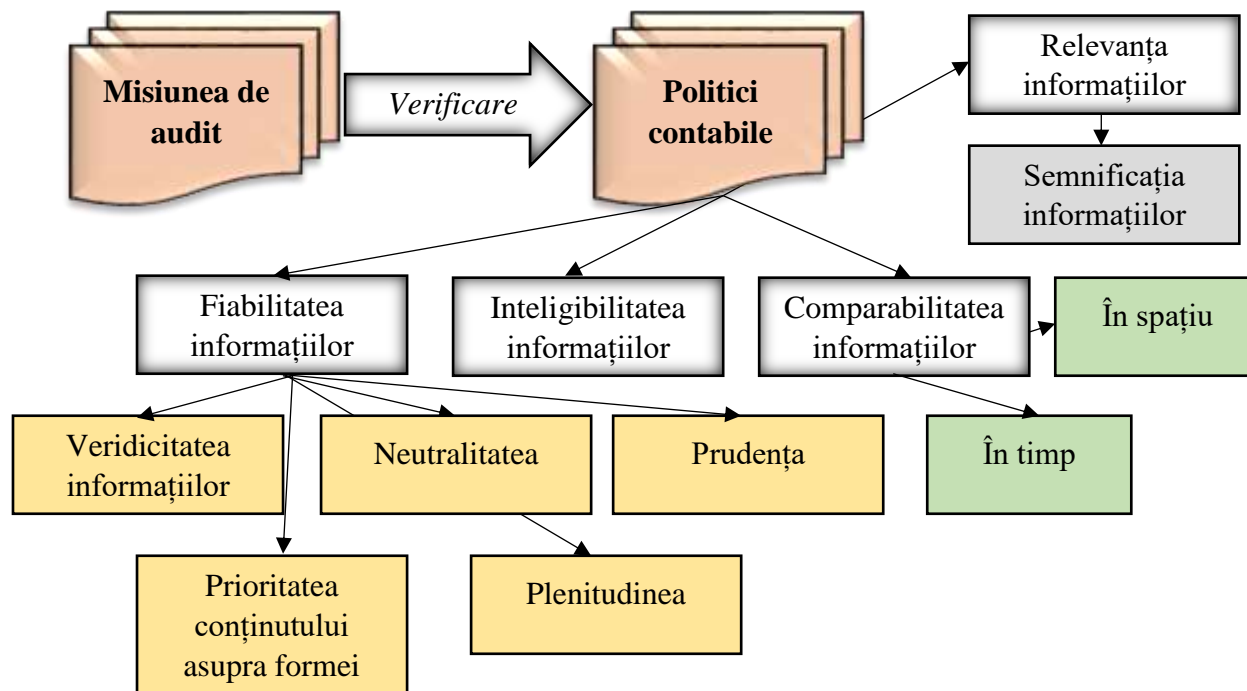 Misiunea de
audit
Verificare
Politici
contabile
Relevanța
informațiilor
Semnificația
informațiilor
Fiabilitatea
informațiilor
Inteligibilitatea
informațiilor
Comparabilitatea
informațiilor
În spațiu
Veridicitatea
informațiilor
Neutralitatea
Prudența
În timp
Prioritatea
conținutului
asupra formei
Plenitudinea